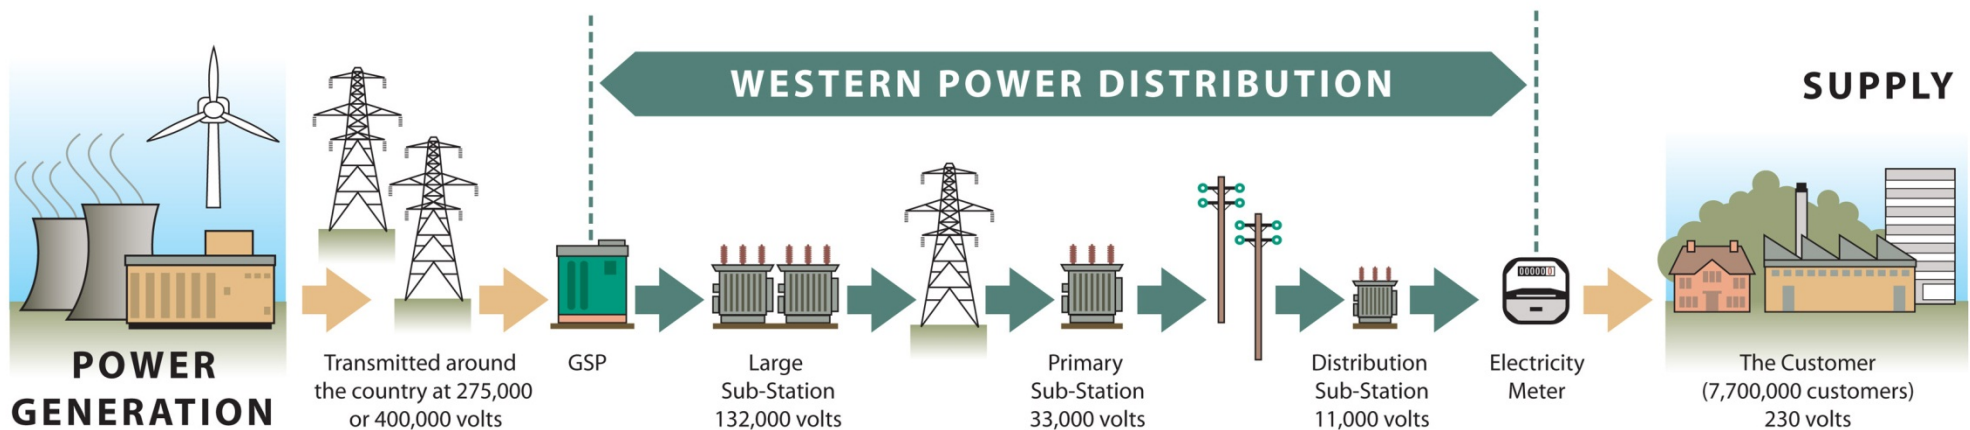 WESTERN POWER DISTRIBUTION
SUPPLY
000000
POWER
GENERATION
Transmitted around
the country at 275,000
or 400,000 volts
GSP
Large
Sub-Station
132,000 volts
Primary
Sub-Station
33,000 volts
Distribution
Sub-Station
11,000 volts
Electricity
Meter
The Customer
(7,700,000 customers)
230 volts